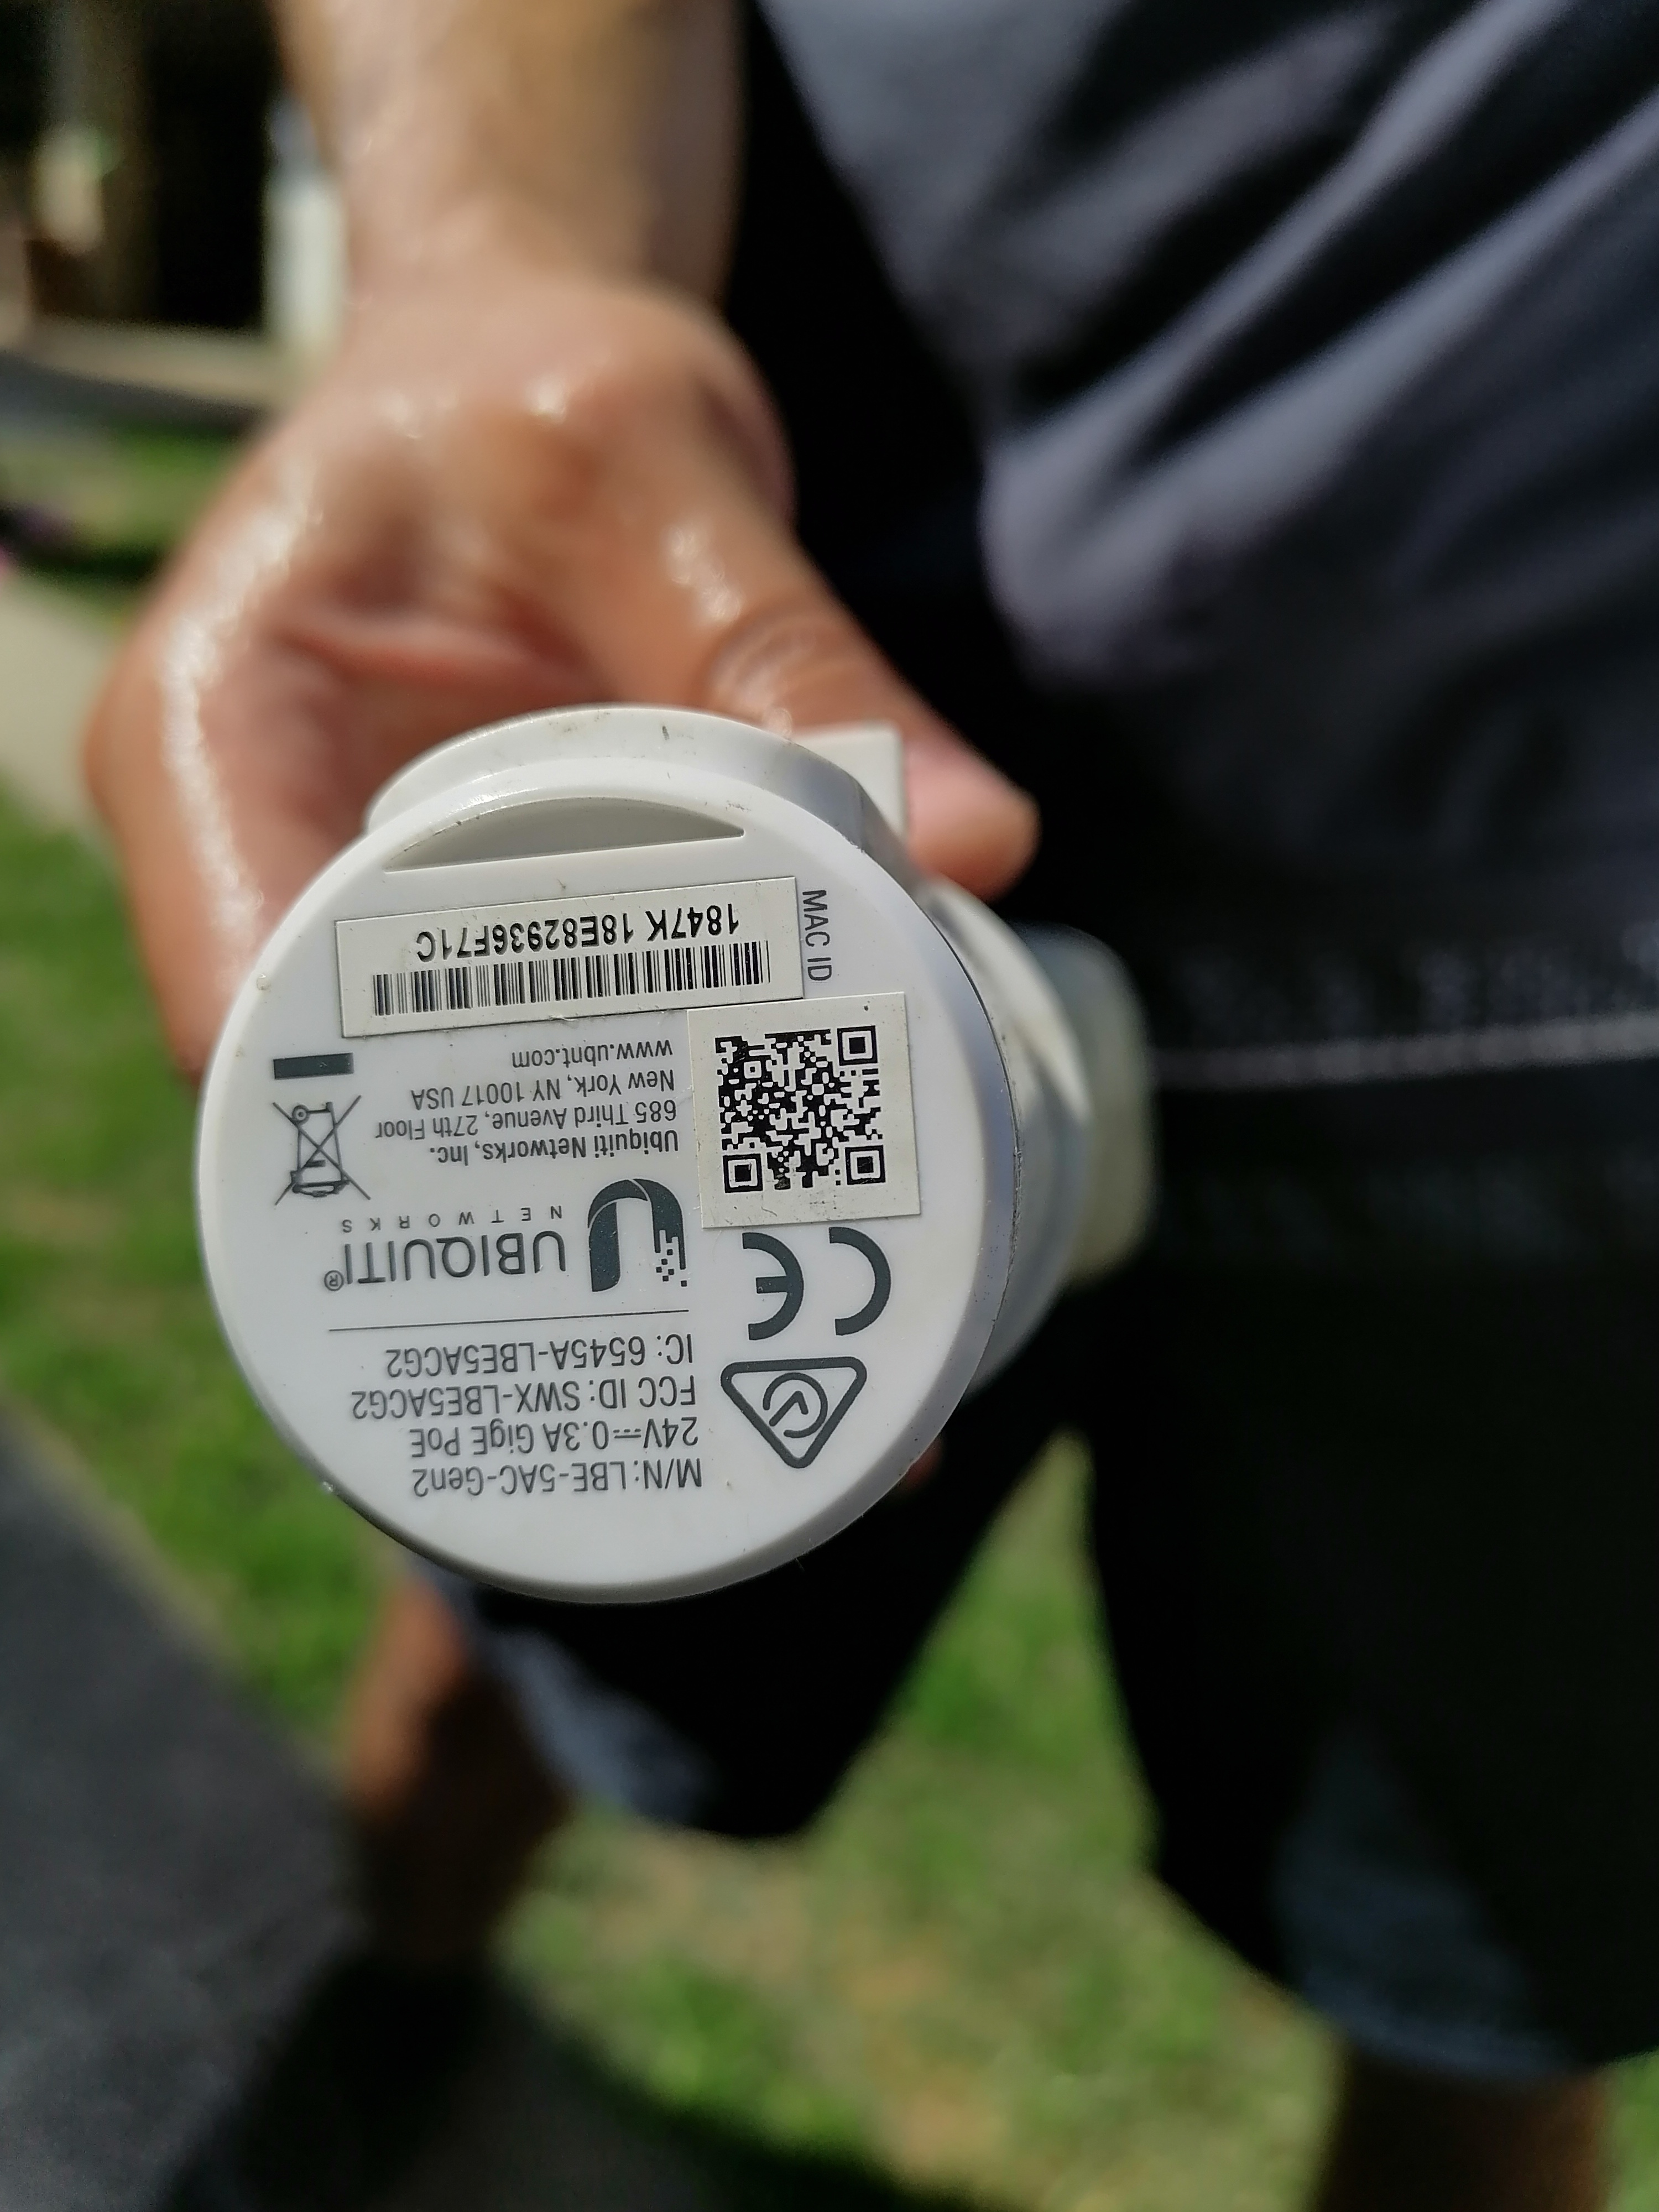 M/N:LBE-5AC-Gen2
24V⎓0.3A GigE PoE
FCC ID: SWX-LBE5ACG2
IC: 6545A-LBE5ACG2
CE
UBIQUITI®
NETWORKS
Ubiquiti Networks, Inc.
685 Third Avenue, 27th Floor
New York, NY 10017 USA
www.ubnt.com
MAC ID
1847K 18E82936F71C